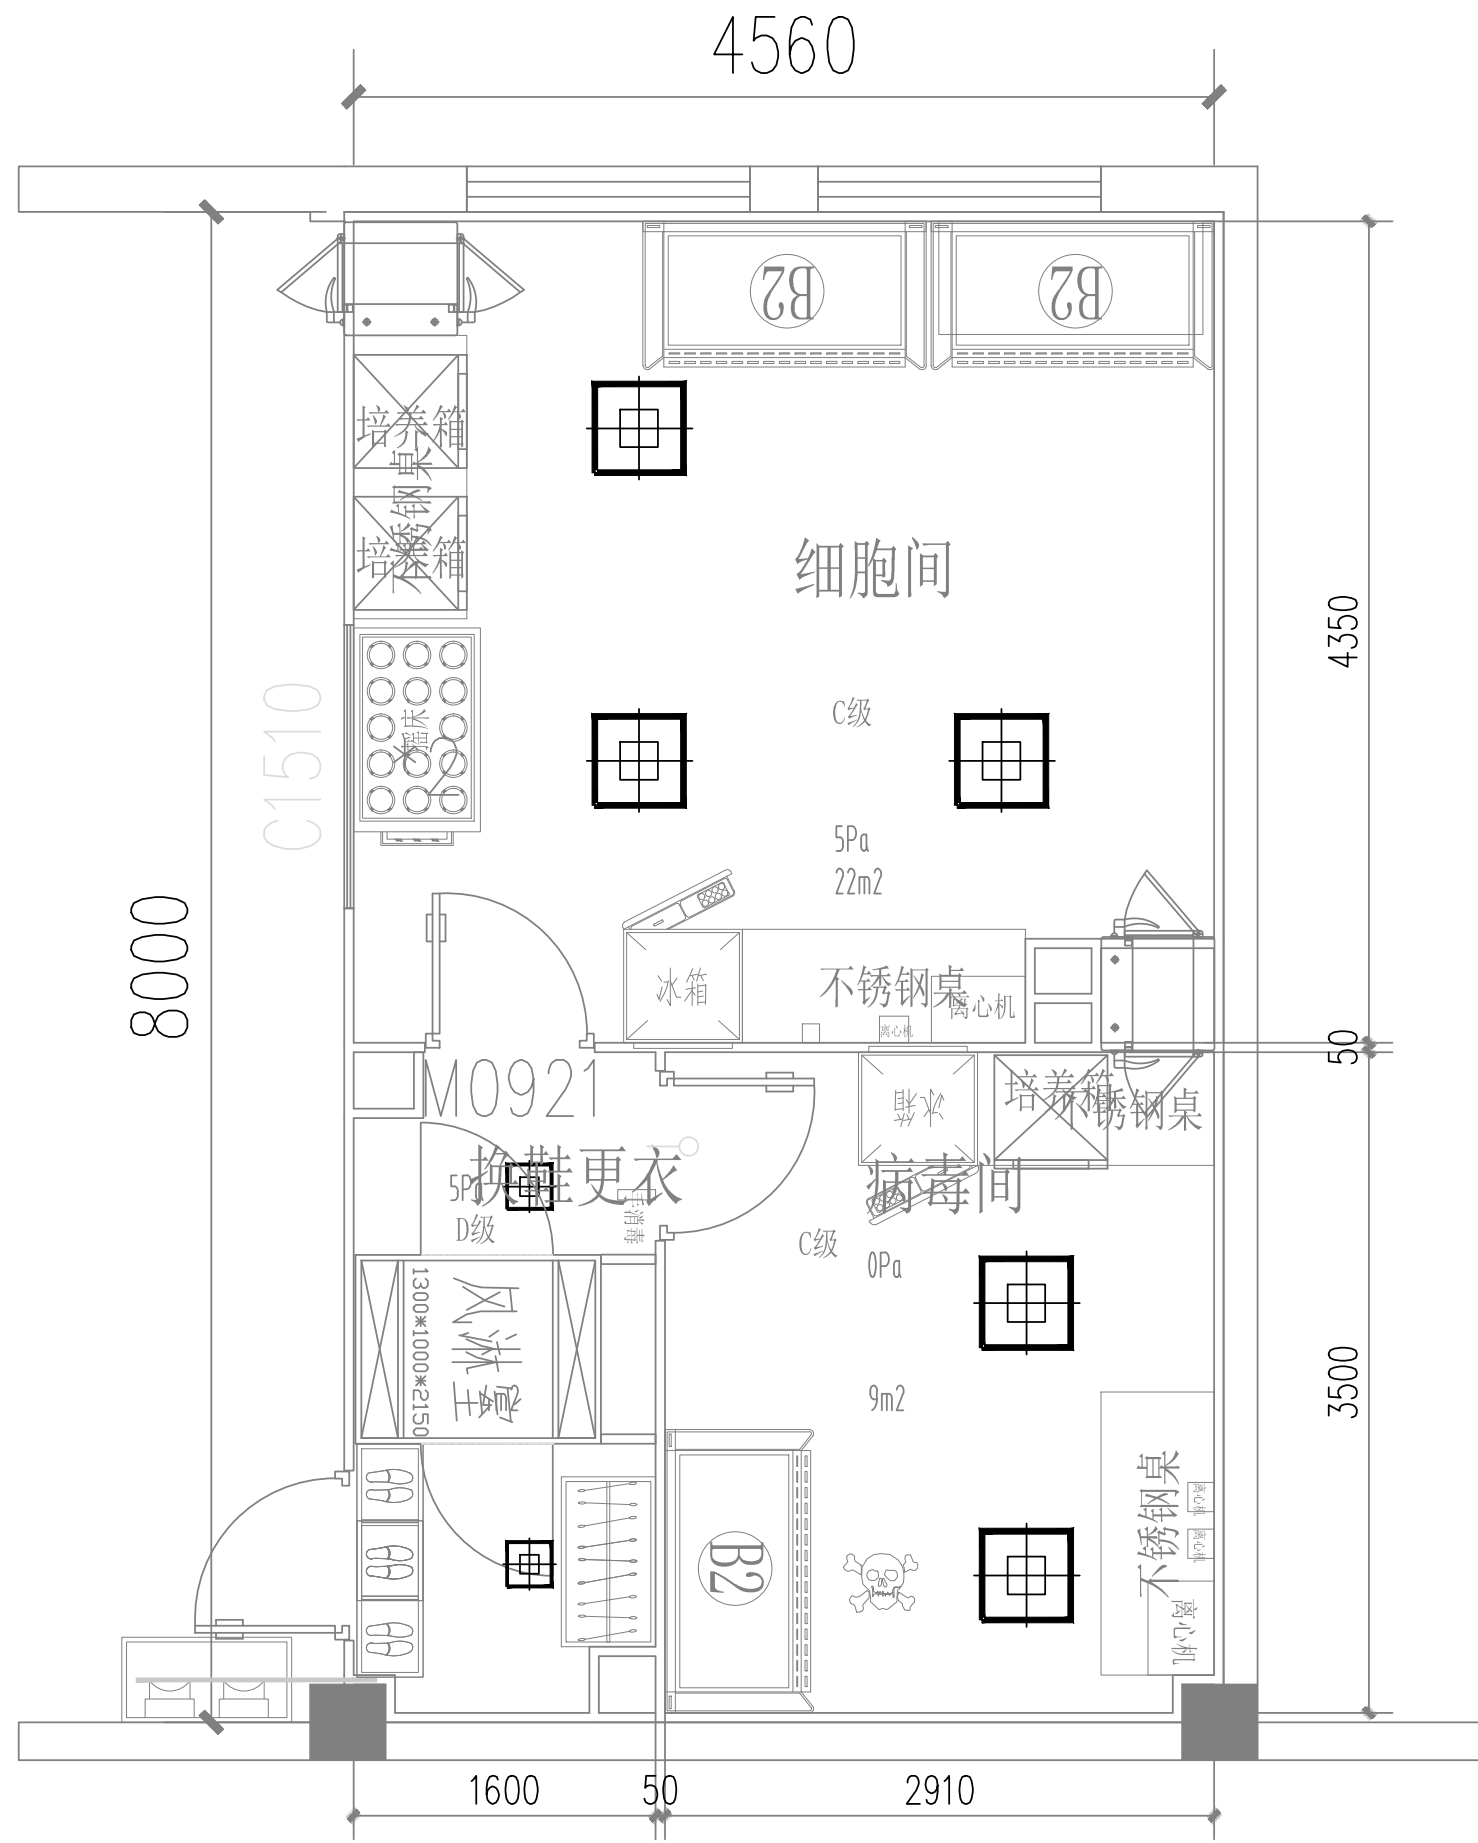 4560
B2
B2
培养箱
不锈钢桌
培养箱
细胞间
4350
C1510
摇床
*3
C级
5Pa
22m2
8000
冰箱
不锈钢桌
离心机
离心机
50
M0921
冰箱
培养箱
不锈钢桌
换鞋更衣
病毒间
5Pa
D级
手消毒
C级
0Pa
风淋室
1300*1000*2150
m2
9m2
3500
不锈钢桌
离心机
离心机
B2
离心机
1600
50
2910